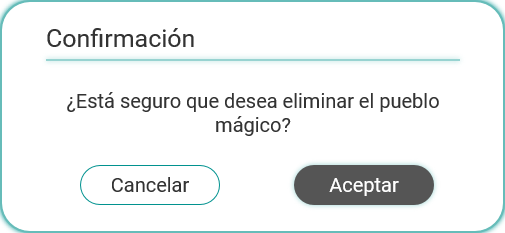 Confirmación
¿Está seguro que desea eliminar el pueblo
mágico?
Cancelar
Aceptar